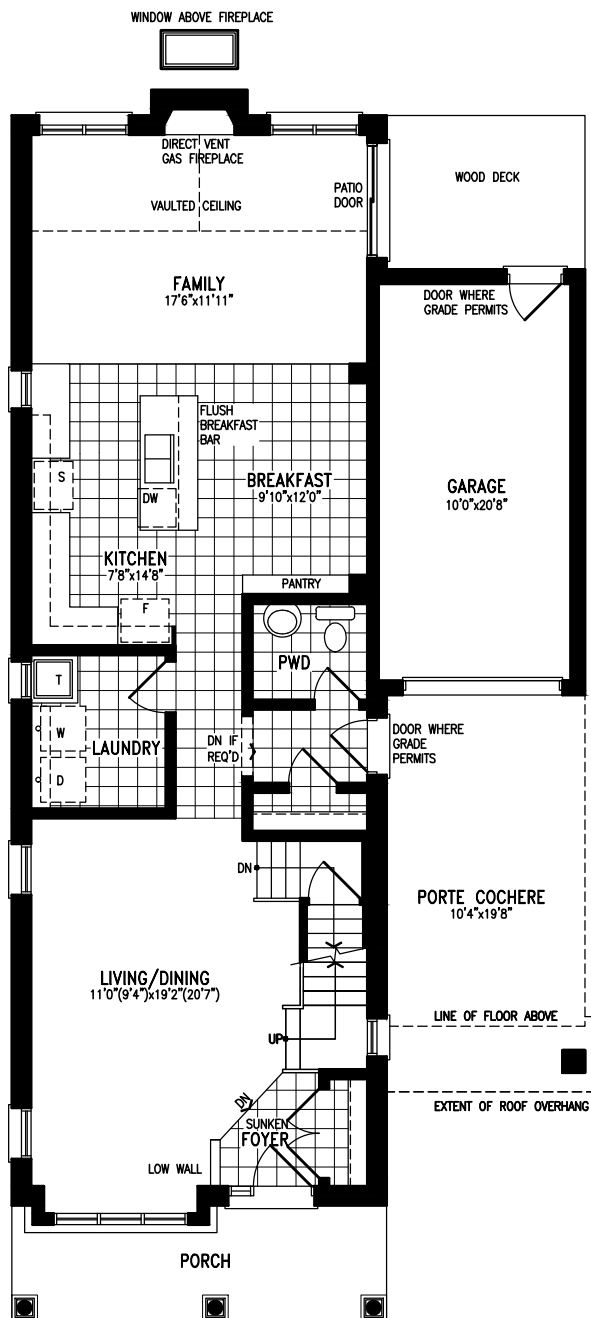 WINDOW ABOVE FIREPLACE
DIRECT VENT
GAS FIREPLACE
VAULTED CEILING
PATIO
DOOR
WOOD DECK
FAMILY
17'6"x11'11"
DOOR WHERE
GRADE PERMITS
FLUSH
BREAKFAST
BAR
S
DW
BREAKFAST
9'10"x12'0"
GARAGE
10'0"x20'8"
KITCHEN
7'8"x14'8"
PANTRY
F
PWD
T
W
LAUNDRY
D
DN IF
REQ'D
DOOR WHERE
GRADE
PERMITS
DN
PORTE COCHERE
10'4"x19'8"
LIVING/DINING
11'0"(9'4")x19'2"(20'7")
LINE OF FLOOR ABOVE
UP
DN
EXTENT OF ROOF OVERHANG
SUNKEN
FOYER
LOW WALL
PORCH